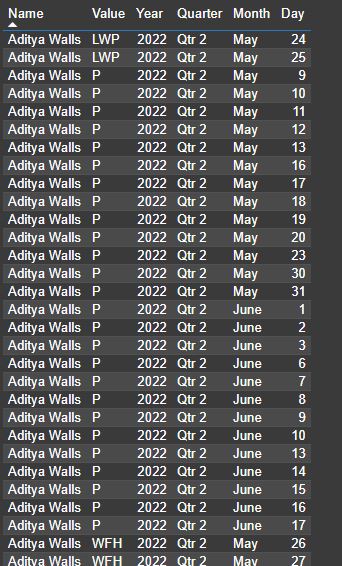 Name Value Year Quarter Month Day
Aditya Walls LWP 2022 Qtr 2 May 24
Aditya Walls LWP 2022 Qtr 2 May 25
Aditya Walls P 2022 Qtr 2 May 9
Aditya Walls P 2022 Qtr 2 May 10
Aditya Walls P 2022 Qtr 2 May 11
Aditya Walls P 2022 Qtr 2 May 12
Aditya Walls P 2022 Qtr 2 May 13
Aditya Walls P 2022 Qtr 2 May 16
Aditya Walls P 2022 Qtr 2 May 17
Aditya Walls P 2022 Qtr 2 May 18
Aditya Walls P 2022 Qtr 2 May 19
Aditya Walls P 2022 Qtr 2 May 20
Aditya Walls P 2022 Qtr 2 May 23
Aditya Walls P 2022 Qtr 2 May 30
Aditya Walls P 2022 Qtr 2 May 31
Aditya Walls P 2022 Qtr 2 June 1
Aditya Walls P 2022 Qtr 2 June 2
Aditya Walls P 2022 Qtr 2 June 3
Aditya Walls P 2022 Qtr 2 June 6
Aditya Walls P 2022 Qtr 2 June 7
Aditya Walls P 2022 Qtr 2 June 8
Aditya Walls P 2022 Qtr 2 June 9
Aditya Walls P 2022 Qtr 2 June 10
Aditya Walls P 2022 Qtr 2 June 13
Aditya Walls P 2022 Qtr 2 June 14
Aditya Walls P 2022 Qtr 2 June 15
Aditya Walls P 2022 Qtr 2 June 16
Aditya Walls P 2022 Qtr 2 June 17
Aditya Walls WFH 2022 Qtr 2 May 26
Aditya Walls WFH 2022 Qtr 2 May 27